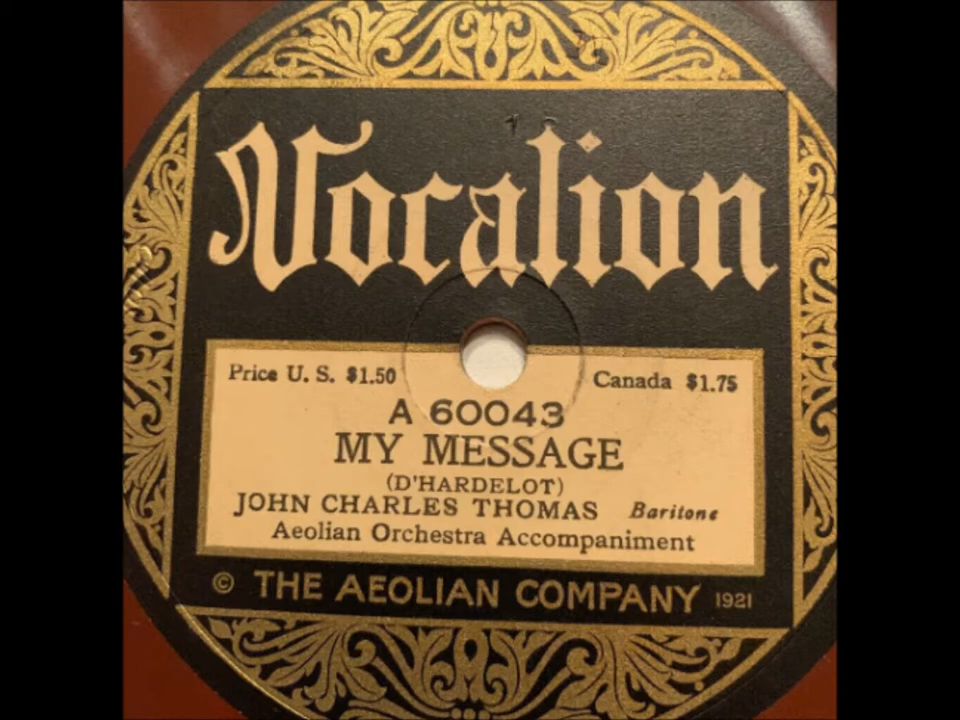 Vocalion
Price U. S. $1.50 Canada $1.75
A 60043
MY MESSAGE
(D'HARDELOT)
JOHN CHARLES THOMAS Baritone
Aeolian Orchestra Accompaniment
© THE AEOLIAN COMPANY 1921